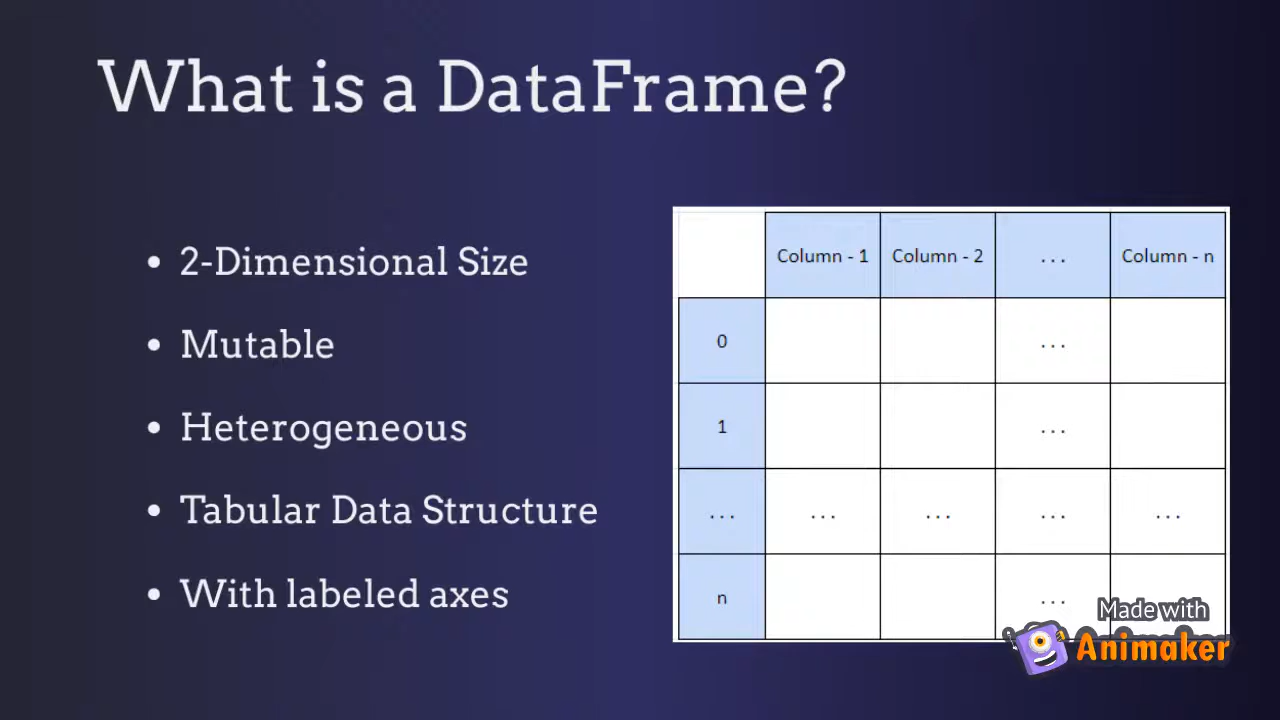 What is a DataFrame?
• 2-Dimensional Size
• Mutable
• Heterogeneous
• Tabular Data Structure
• With labeled axes
Column - 1 Column - 2 ... Column - n
0 ...
1 ...
... ... ... ... ...
n ...
Made with
Animaker